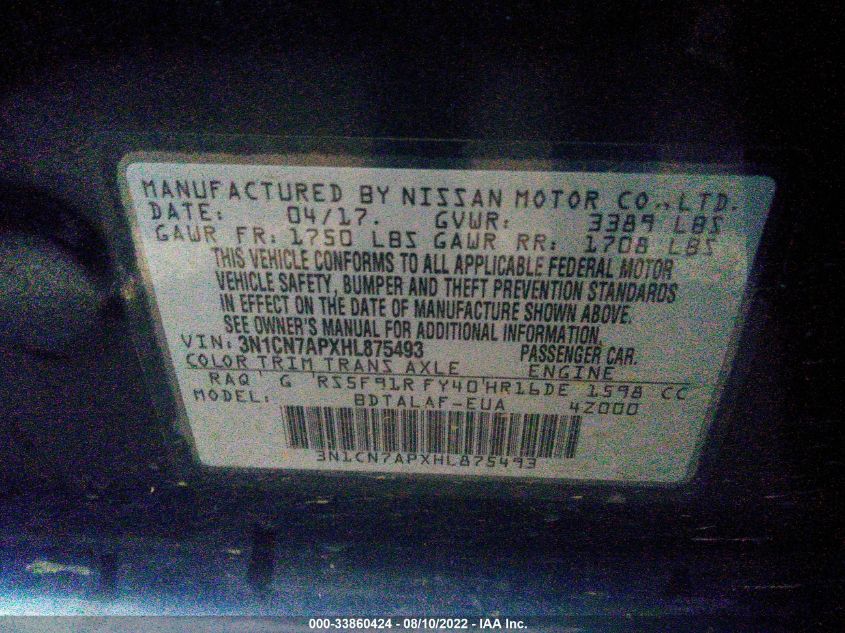 MANUFACTURED BY NISSAN MOTOR CO., LTD.
DATE: 04/17. GVWR: 3389 LBS
GAWR FR: 1750 LBS GAWR RR: 1708 LBS
THIS VEHICLE CONFORMS TO ALL APPLICABLE FEDERAL MOTOR
VEHICLE SAFETY, BUMPER AND THEFT PREVENTION STANDARDS
IN EFFECT ON THE DATE OF MANUFACTURE SHOWN ABOVE.
SEE OWNER'S MANUAL FOR ADDITIONAL INFORMATION.
VIN: 3N1CN7APXHL875493 PASSENGER CAR.
COLOR TRIM TRANS AXLE ENGINE
RAQ G RS5F91R FY40 HR16DE 1598 CC
MODEL: BDTALAF-EUA 4Z000
3N1CN7APXHL875493
000-33860424 - 08/10/2022 - IAA Inc.